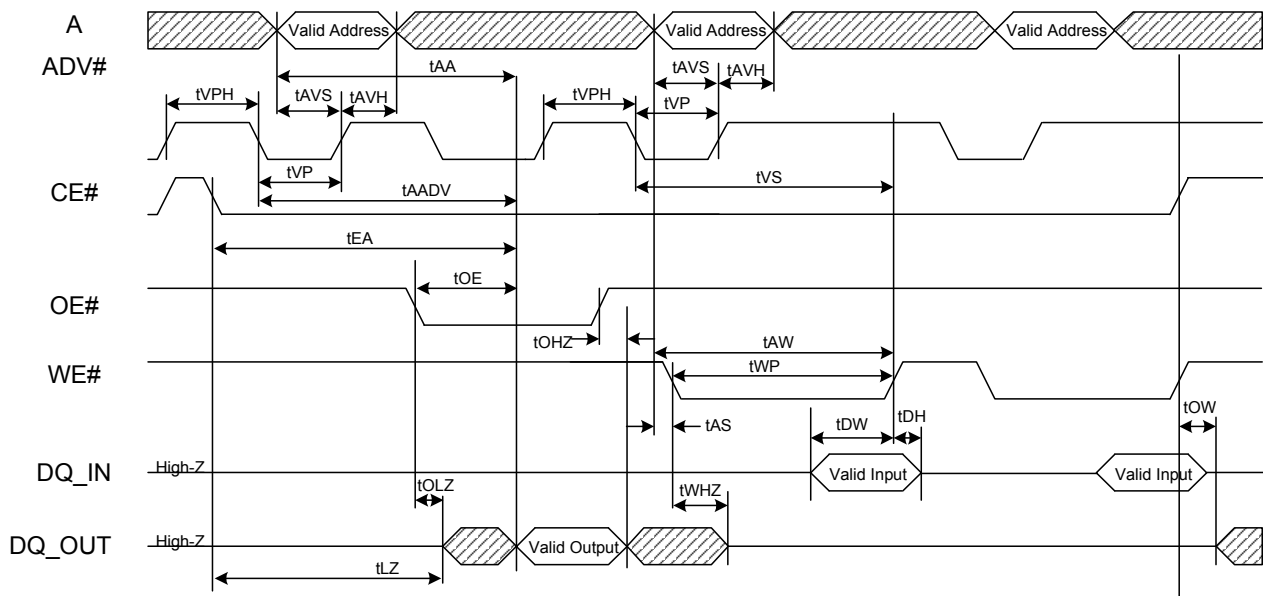 A
Valid Address
Valid Address
Valid Address
ADV#
tAA
tAVS
tAVH
tVPH
tAVS
tAVH
tVPH
tVP
tVP
tVS
CE#
tAADV
tEA
OE#
tOE
tOHZ
tAW
WE#
tWP
tAS
tDW
tDH
tOW
DQ_IN
High-Z
Valid Input
Valid Input
tOLZ
tWHZ
DQ_OUT
High-Z
Valid Output
tLZ